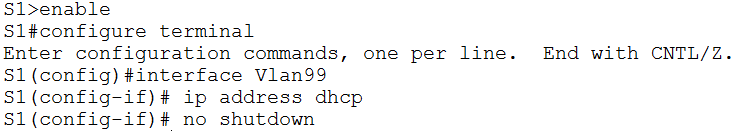 S1>enable
S1#configure terminal
Enter configuration commands, one per line.  End with CNTL/Z.
S1(config)#interface Vlan99
S1(config-if)# ip address dhcp
S1(config-if)# no shutdown